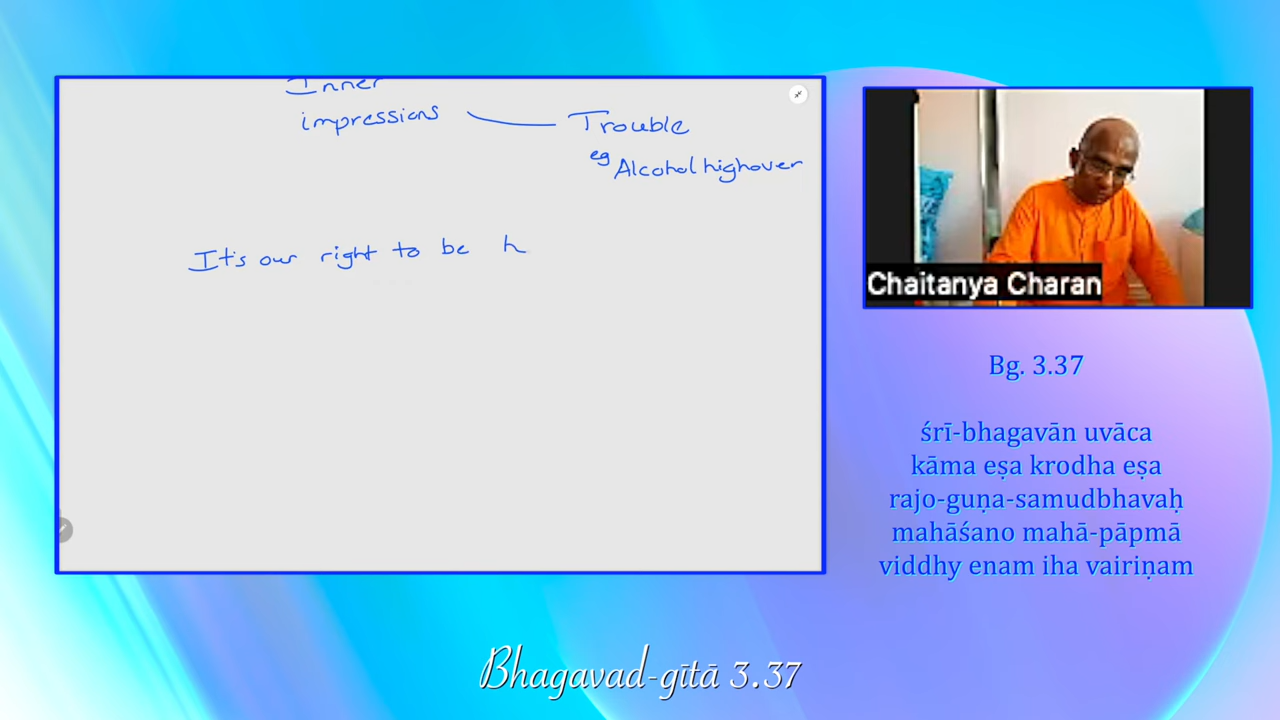 Inner
impressions
Trouble
eg
Alcohol highover
It's our right to be h
Chaitanya Charan
Bg. 3.37
śrī-bhagavān uvāca
kāma eṣa krodha eṣa
rajo-guṇa-samudbhavaḥ
mahāśano mahā-pāpmā
viddhy enam iha vairiṇam
Bhagavad-gītā 3.37